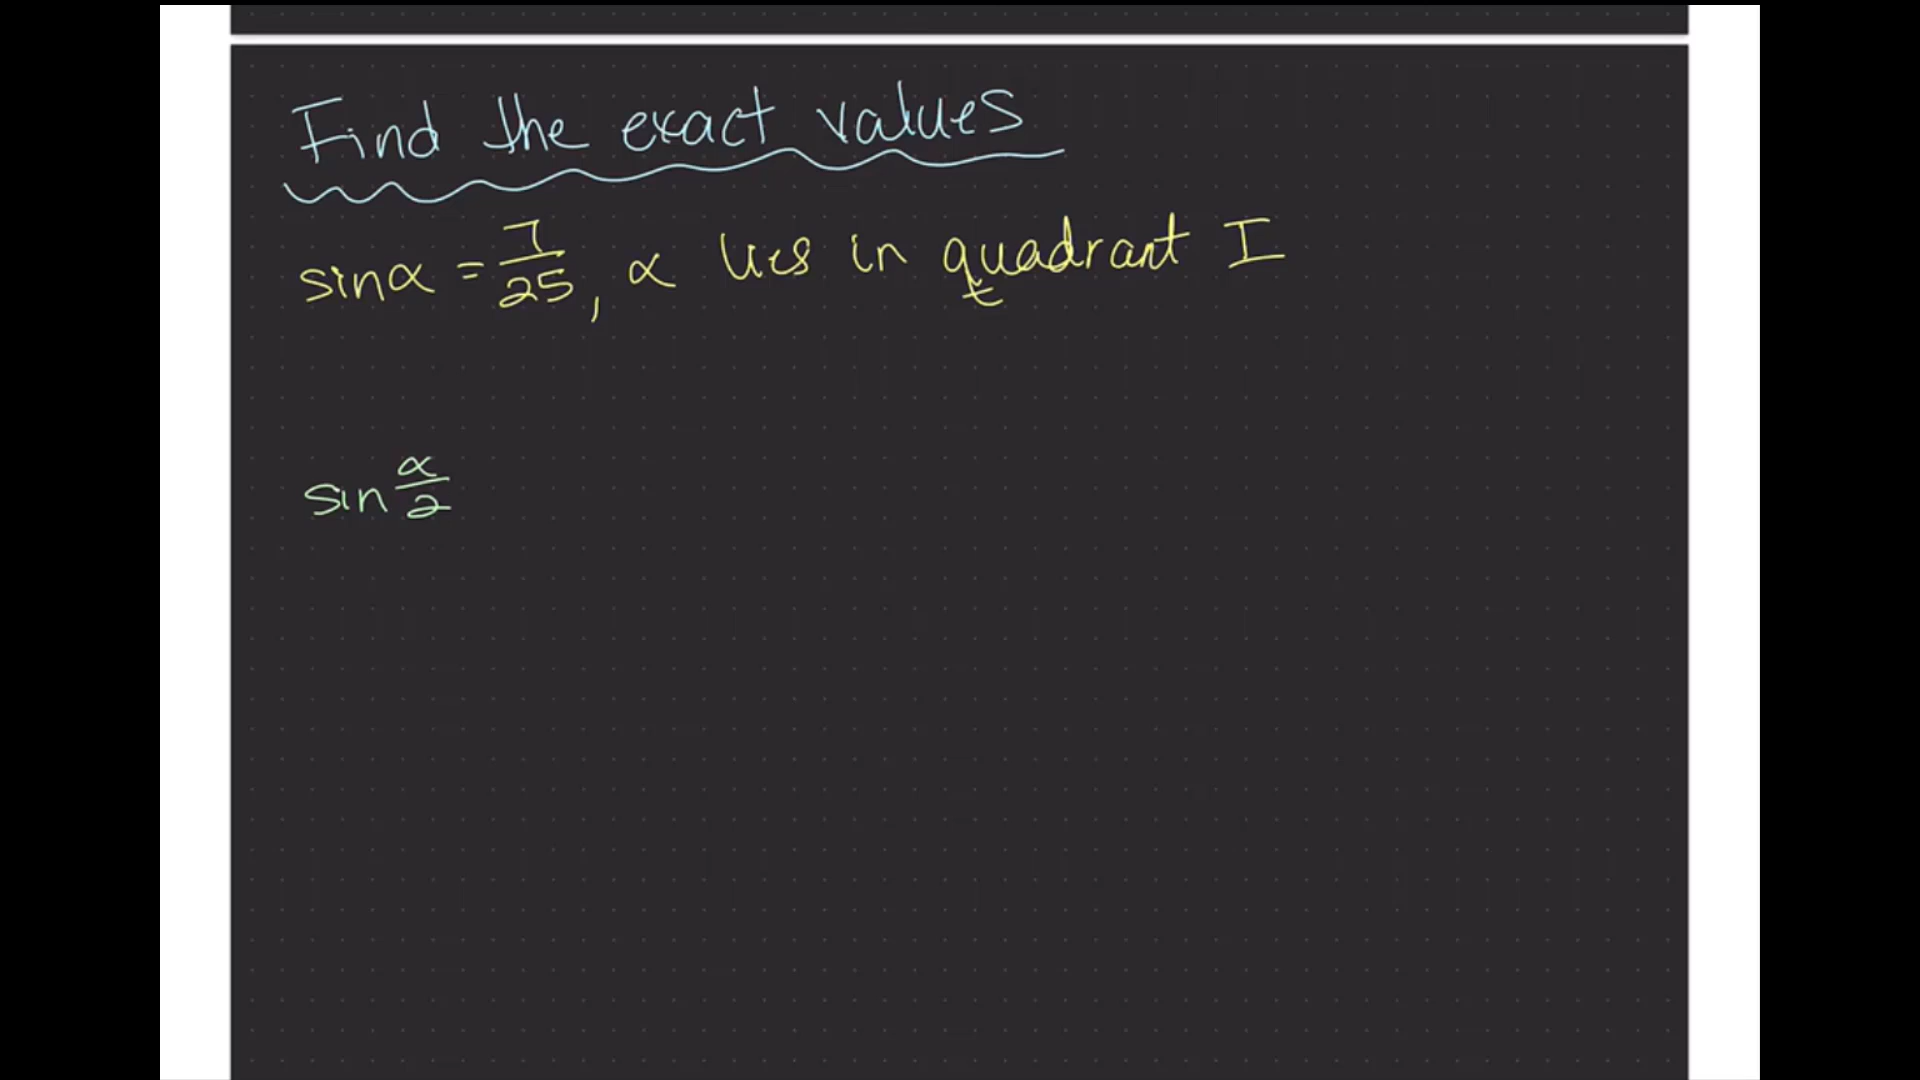 Find the exact values
sinα = 7/25, α lies in quadrant I
sin α/2